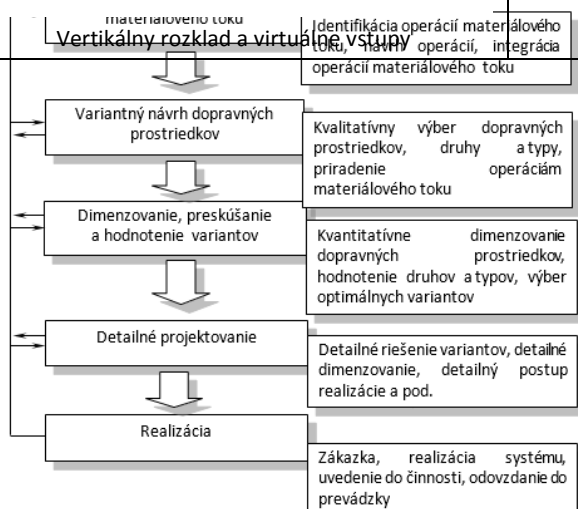 materiálového toku
Identifikácia operácií materiálového
toku, návrh operácií, integrácia
operácií materiálového toku
Vertikálny rozklad a virtuálne vstupy
Variantný návrh dopravných
prostriedkov
Kvalitatívny výber dopravných
prostriedkov, druhy a typy,
priradenie operáciám
materiálového toku
Dimenzovanie, preskúšanie
a hodnotenie variantov
Kvantitatívne dimenzovanie
dopravných prostriedkov,
hodnotenie druhov a typov, výber
optimálnych variantov
Detailné projektovanie
Detailné riešenie variantov, detailné
dimenzovanie, detailný postup
realizácie a pod.
Realizácia
Zákazka, realizácia systému,
uvedenie do činnosti, odovzdanie do
prevádzky